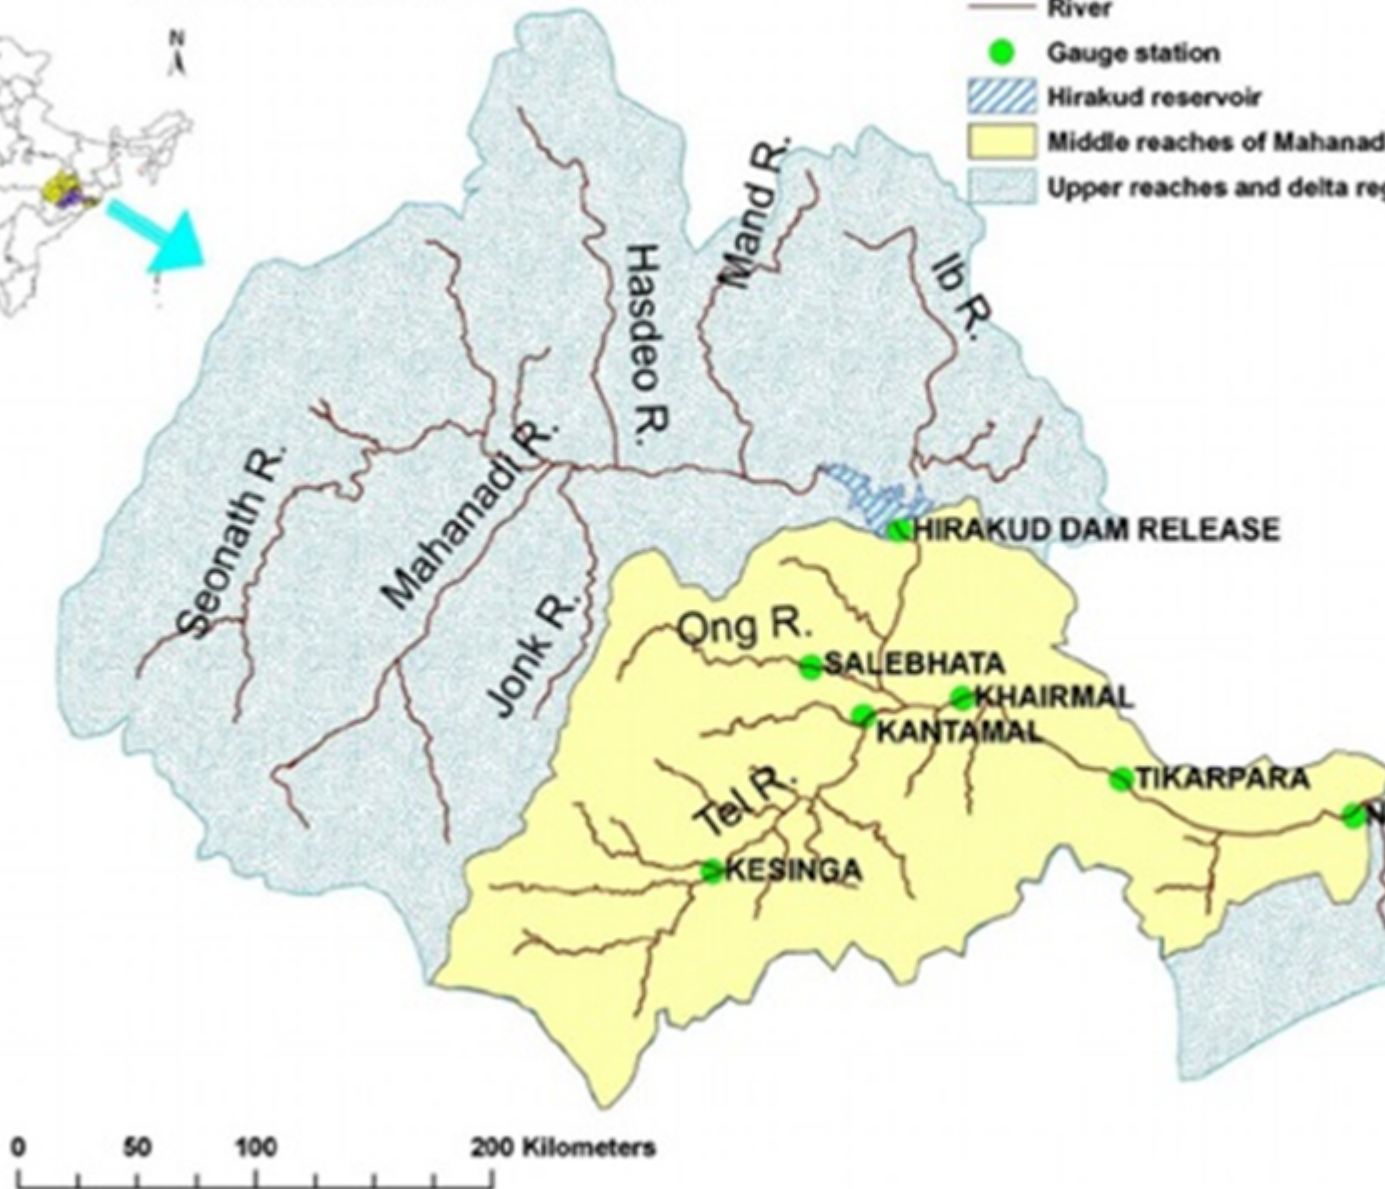 N
River
Gauge station
Hirakud reservoir
Middle reaches of Mahanad
Upper reaches and delta reg
Mand R.
Hasdeo R.
Ib R.
Seonath R.
Mahanadi R.
Jonk R.
HIRAKUD DAM RELEASE
Ong R.
SALEBHATA
KHAIRMAL
KANTAMAL
TIKARPARA
N
Tel R.
KESINGA
0 50 100 200 Kilometers